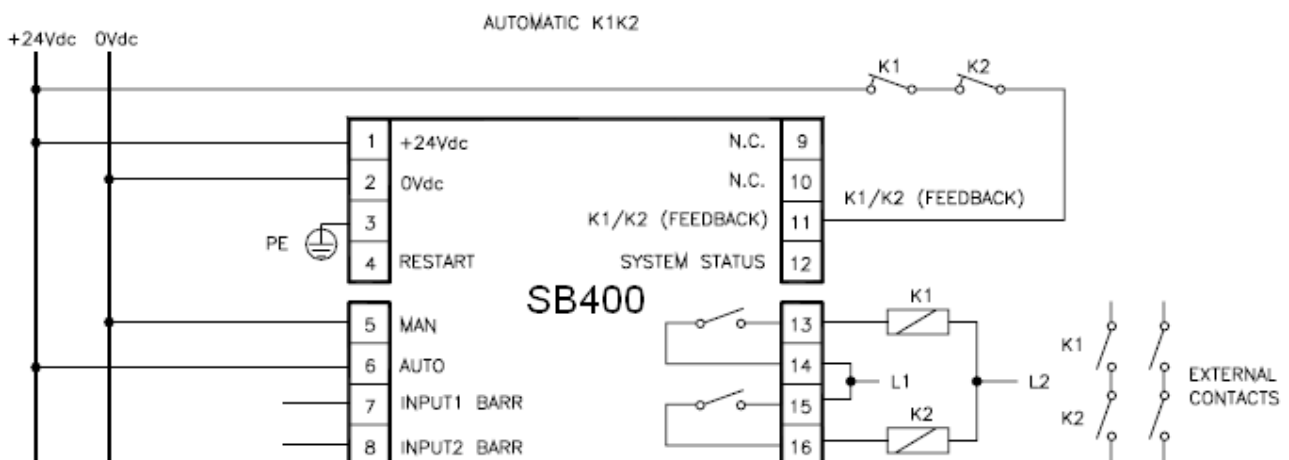 AUTOMATIC K1K2
+24Vdc 0Vdc
K1 K2
1 +24Vdc N.C. 9
2 0Vdc N.C. 10
K1/K2 (FEEDBACK)
3 K1/K2 (FEEDBACK) 11
PE
4 RESTART SYSTEM STATUS 12
SB400
K1
5 MAN 13
K1
6 AUTO 14
L1 L2
EXTERNAL
7 INPUT1 BARR 15
CONTACTS
K2 K2
8 INPUT2 BARR 16